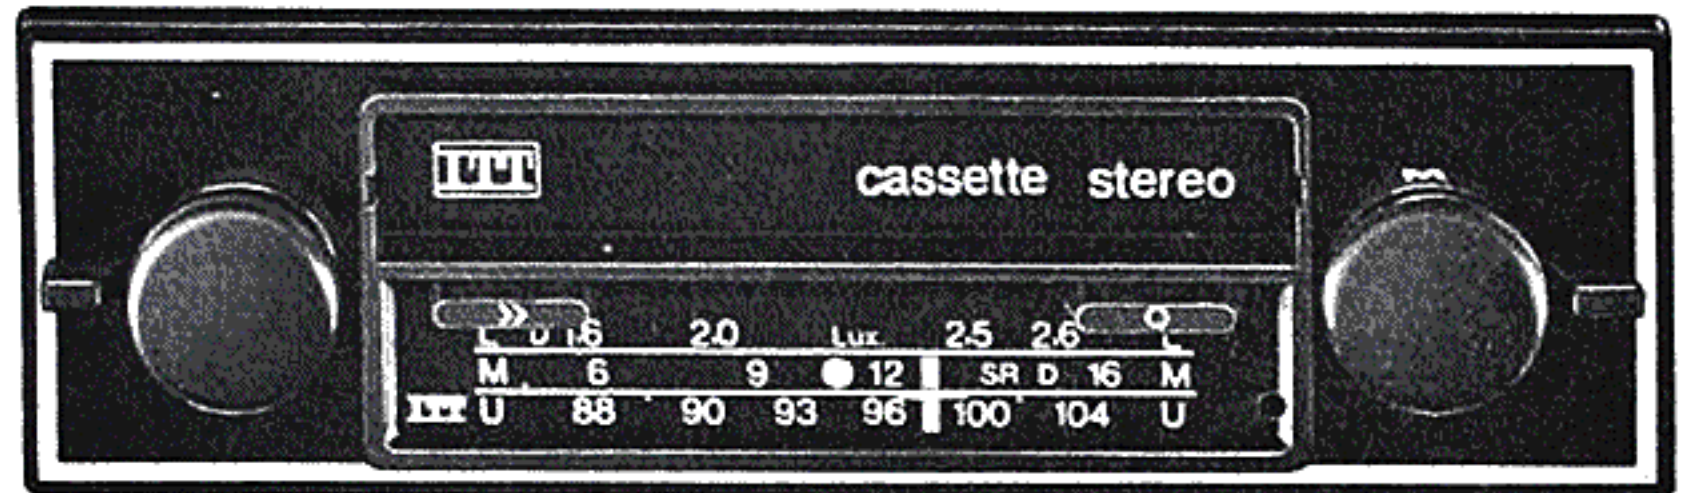 ITT
cassette stereo
L D 1.6 2.0 Lux. 2.5 2.6 L
M 6 9 12 SR D 16 M
ITT U 88 90 93 96 100 104 U